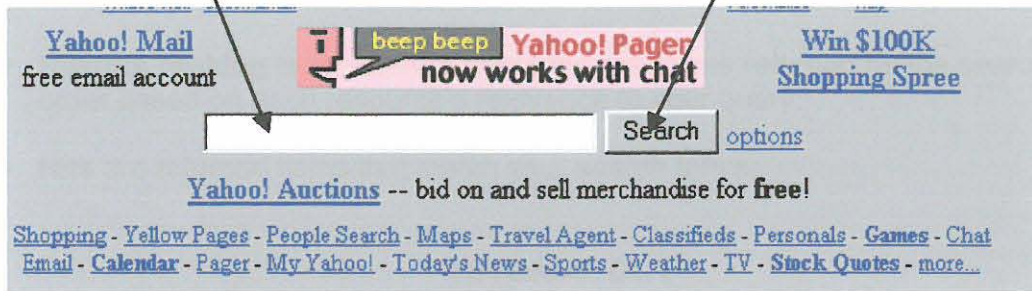 Yahoo! Mail
free email account
beep beep Yahoo! Pager
now works with chat
Win $100K
Shopping Spree
Search options
Yahoo! Auctions -- bid on and sell merchandise for free!
Shopping - Yellow Pages - People Search - Maps - Travel Agent - Classifieds - Personals - Games - Chat
Email - Calendar - Pager - My Yahoo! - Today's News - Sports - Weather - TV - Stock Quotes - more...